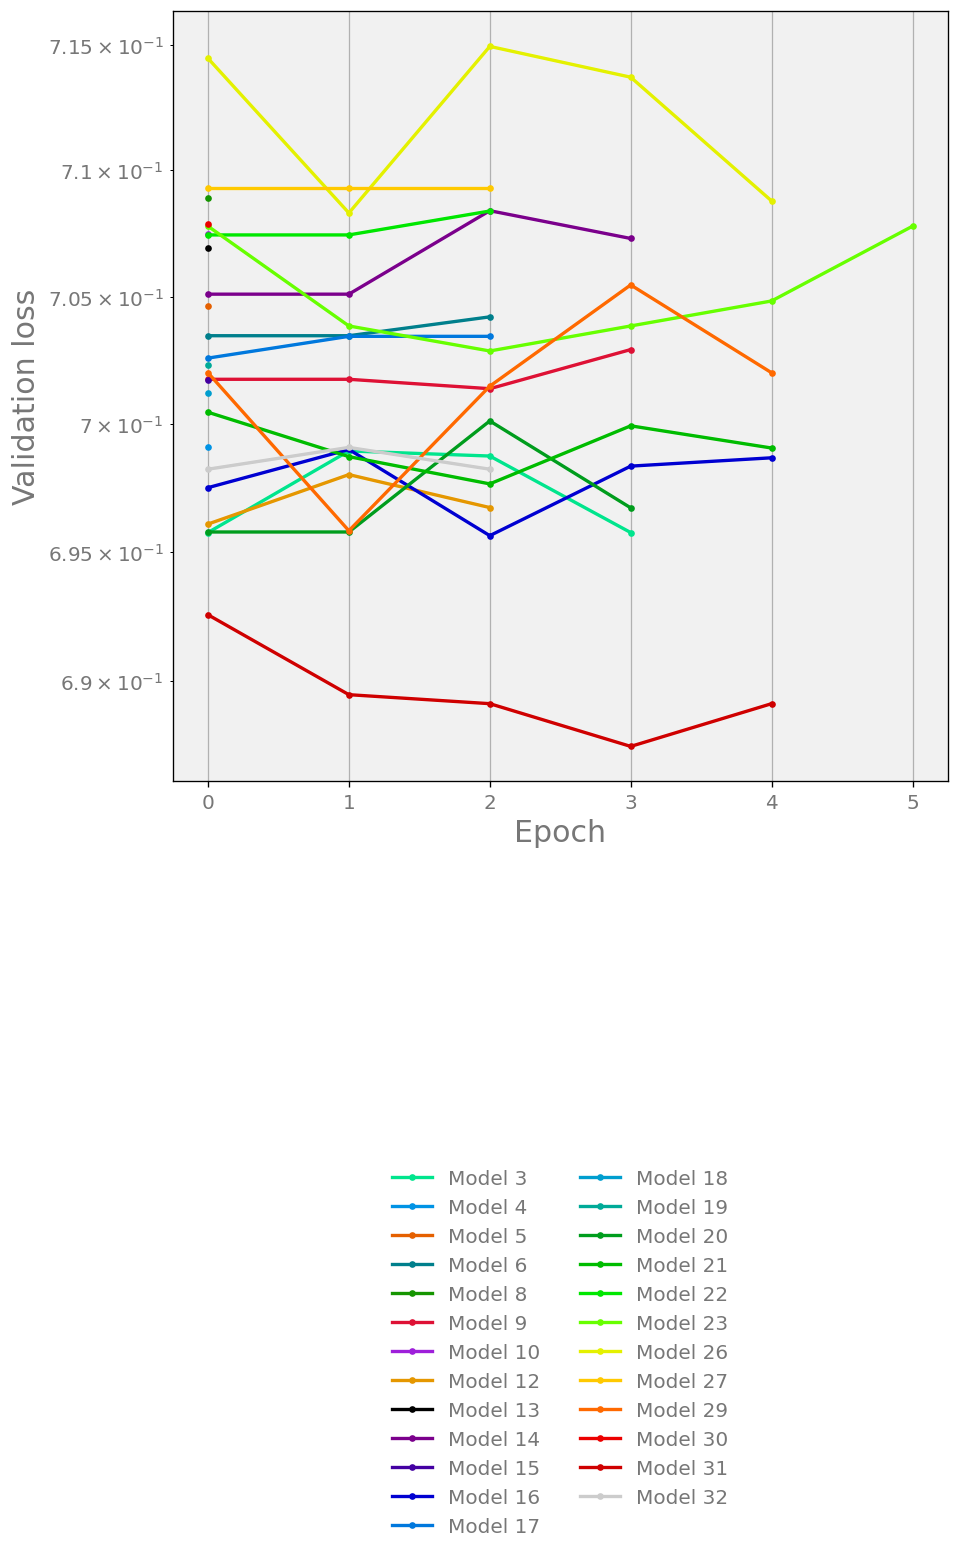 7.15 × 10⁻¹
7.1 × 10⁻¹
7.05 × 10⁻¹
7 × 10⁻¹
6.95 × 10⁻¹
6.9 × 10⁻¹
Validation loss
0 1 2 3 4 5
Epoch
Model 3
Model 4
Model 5
Model 6
Model 8
Model 9
Model 10
Model 12
Model 13
Model 14
Model 15
Model 16
Model 17
Model 18
Model 19
Model 20
Model 21
Model 22
Model 23
Model 26
Model 27
Model 29
Model 30
Model 31
Model 32